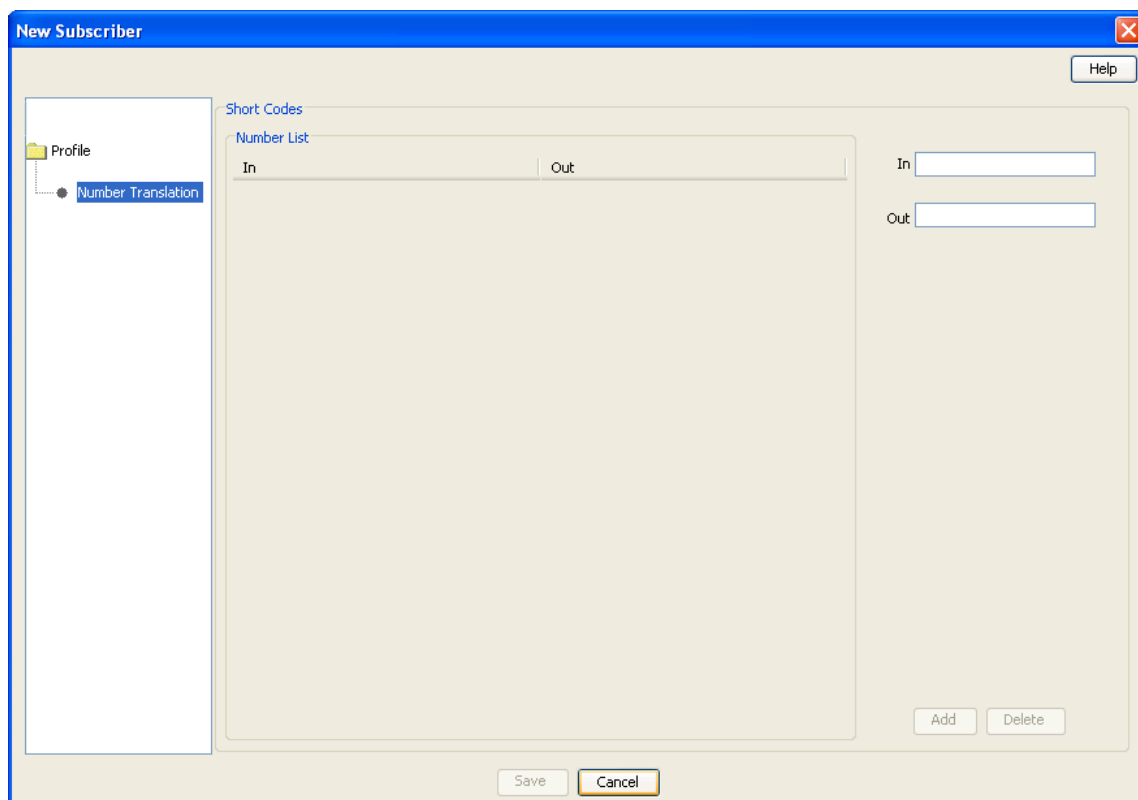 New Subscriber
Help
Short Codes
Profile
Number Translation
Number List
In
Out
In
Out
Add
Delete
Save
Cancel